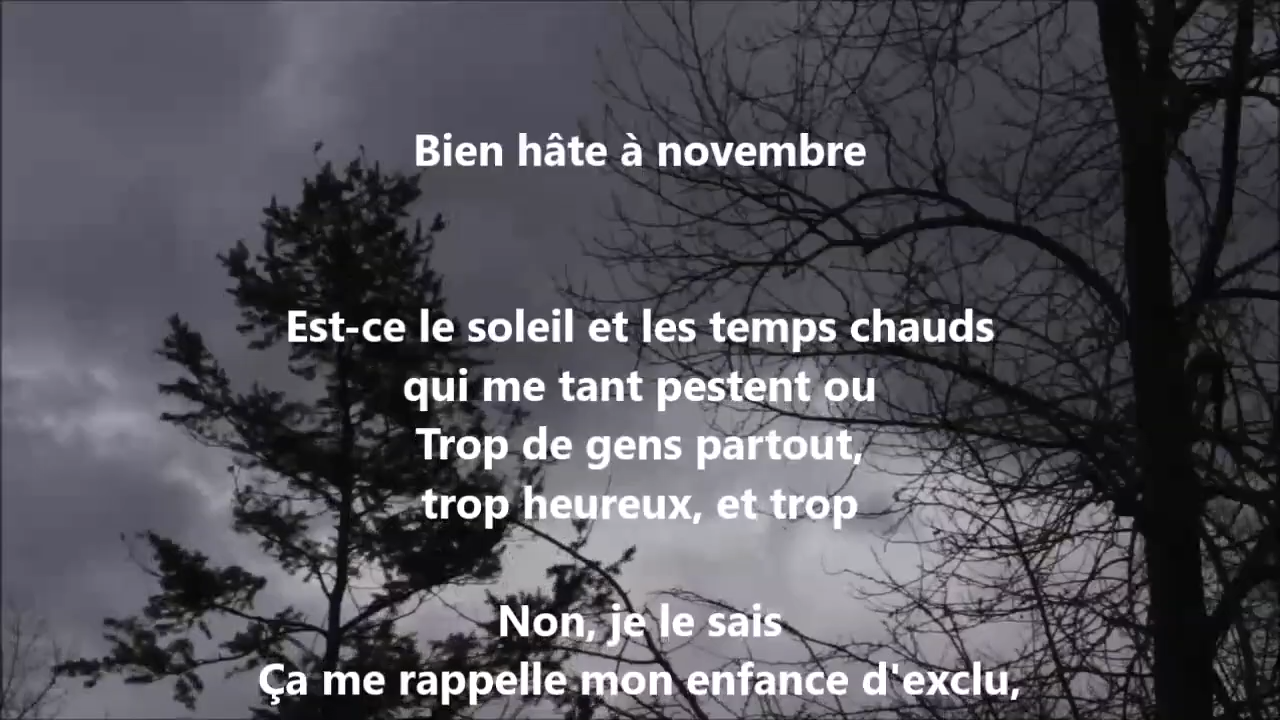 Bien hâte à novembre
Est-ce le soleil et les temps chauds
qui me tant pestent ou
Trop de gens partout,
trop heureux, et trop
Non, je le sais
Ça me rappelle mon enfance d'exclu,